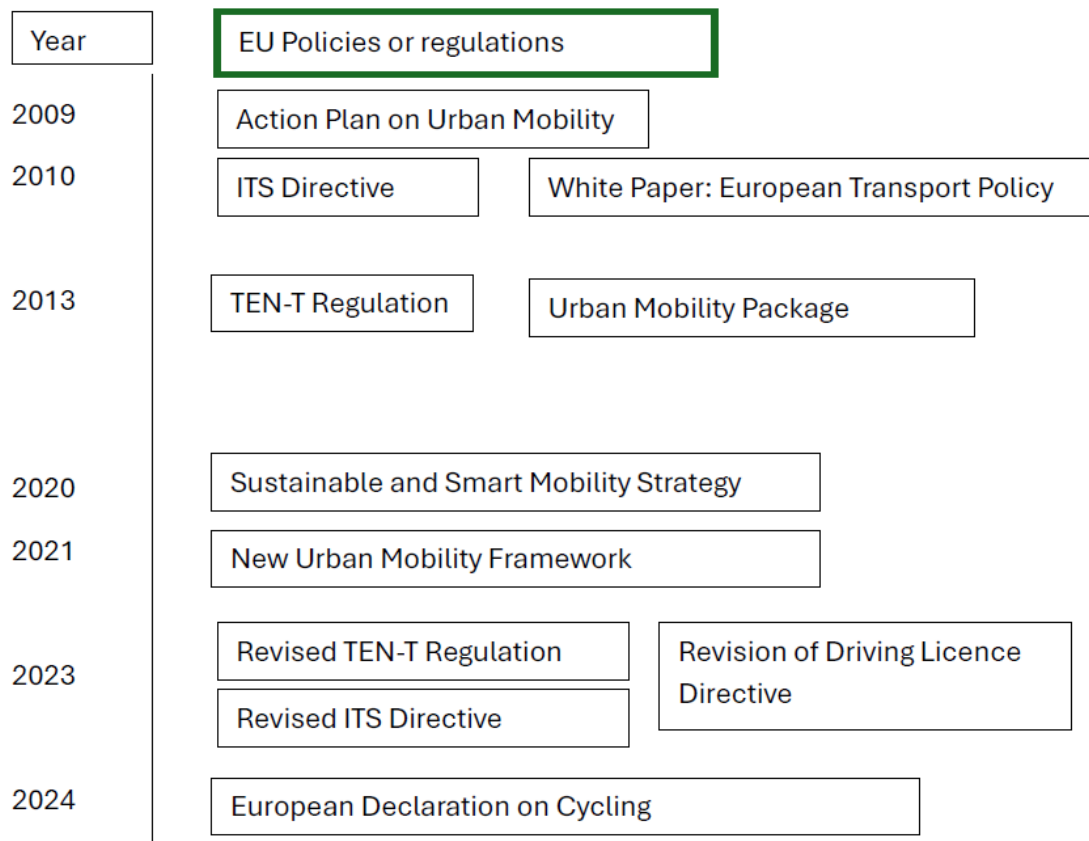 Year
EU Policies or regulations
2009
Action Plan on Urban Mobility
2010
ITS Directive
White Paper: European Transport Policy
2013
TEN-T Regulation
Urban Mobility Package
2020
Sustainable and Smart Mobility Strategy
2021
New Urban Mobility Framework
2023
Revised TEN-T Regulation
Revised ITS Directive
Revision of Driving Licence
Directive
2024
European Declaration on Cycling